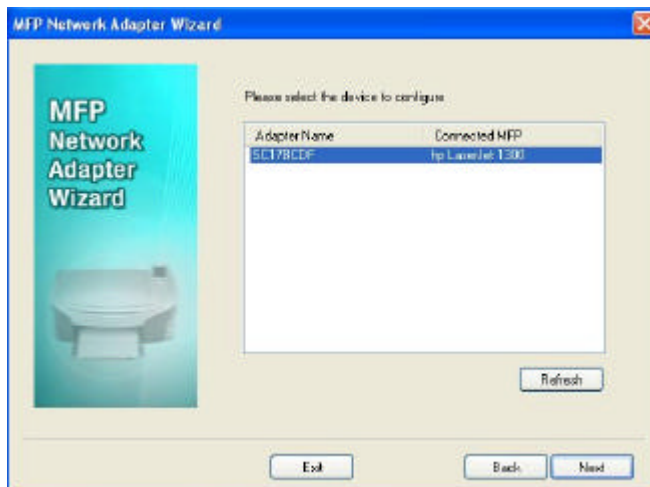 MFP Network Adapter Wizard
MFP
Network
Adapter
Wizard
Please select the device to configure
Adapter Name Connected MFP
SC17BCDF hp LaserJet 1300
Refresh
Exit Back Next